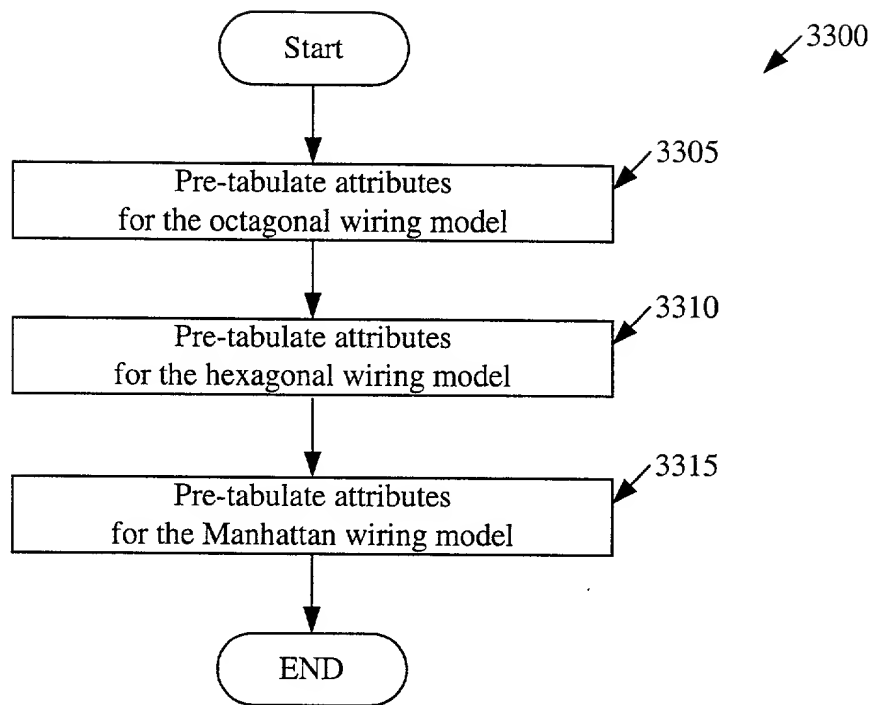 Start
3300
3305
Pre-tabulate attributes
for the octagonal wiring model
3310
Pre-tabulate attributes
for the hexagonal wiring model
3315
Pre-tabulate attributes
for the Manhattan wiring model
END